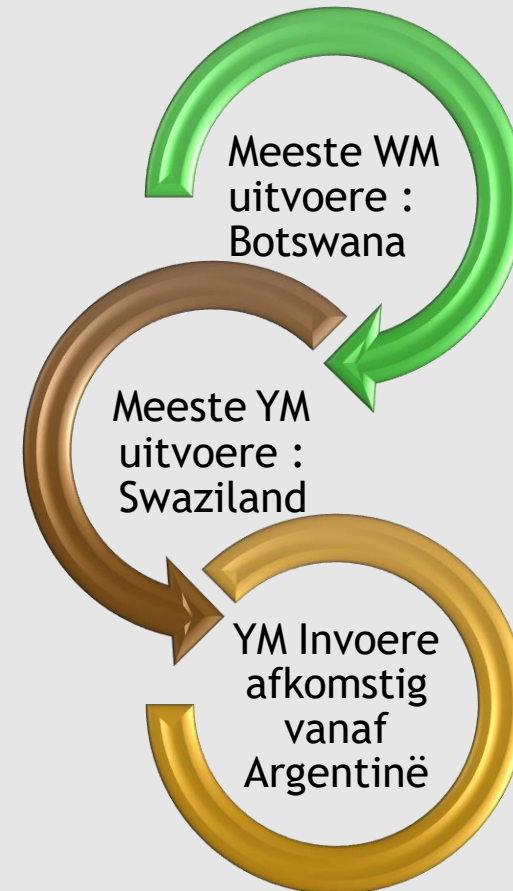 Meeste WM
uitvoere :
Botswana
Meeste YM
uitvoere :
Swaziland
YM Invoere
afkomstig
vanaf
Argentinë